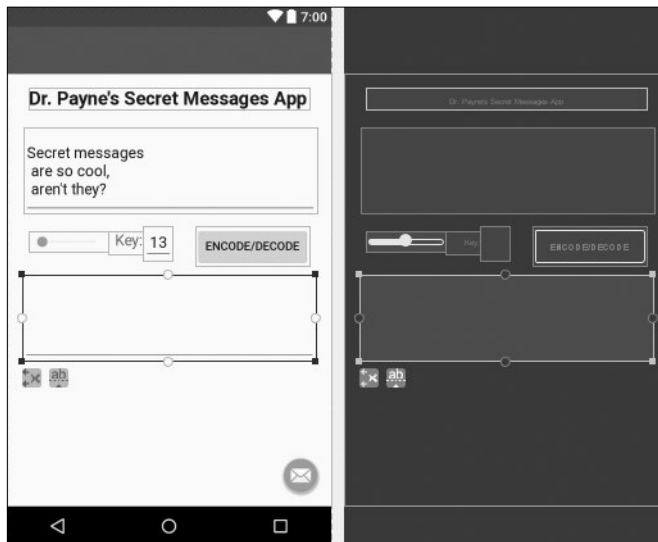 7:00
Dr. Payne's Secret Messages App
Secret messages
are so cool,
aren't they?
Key: 13
ENCODE/DECODE
ab
Dr. Payne's Secret Messages App
Key:
ENCODE/DECODE
ab